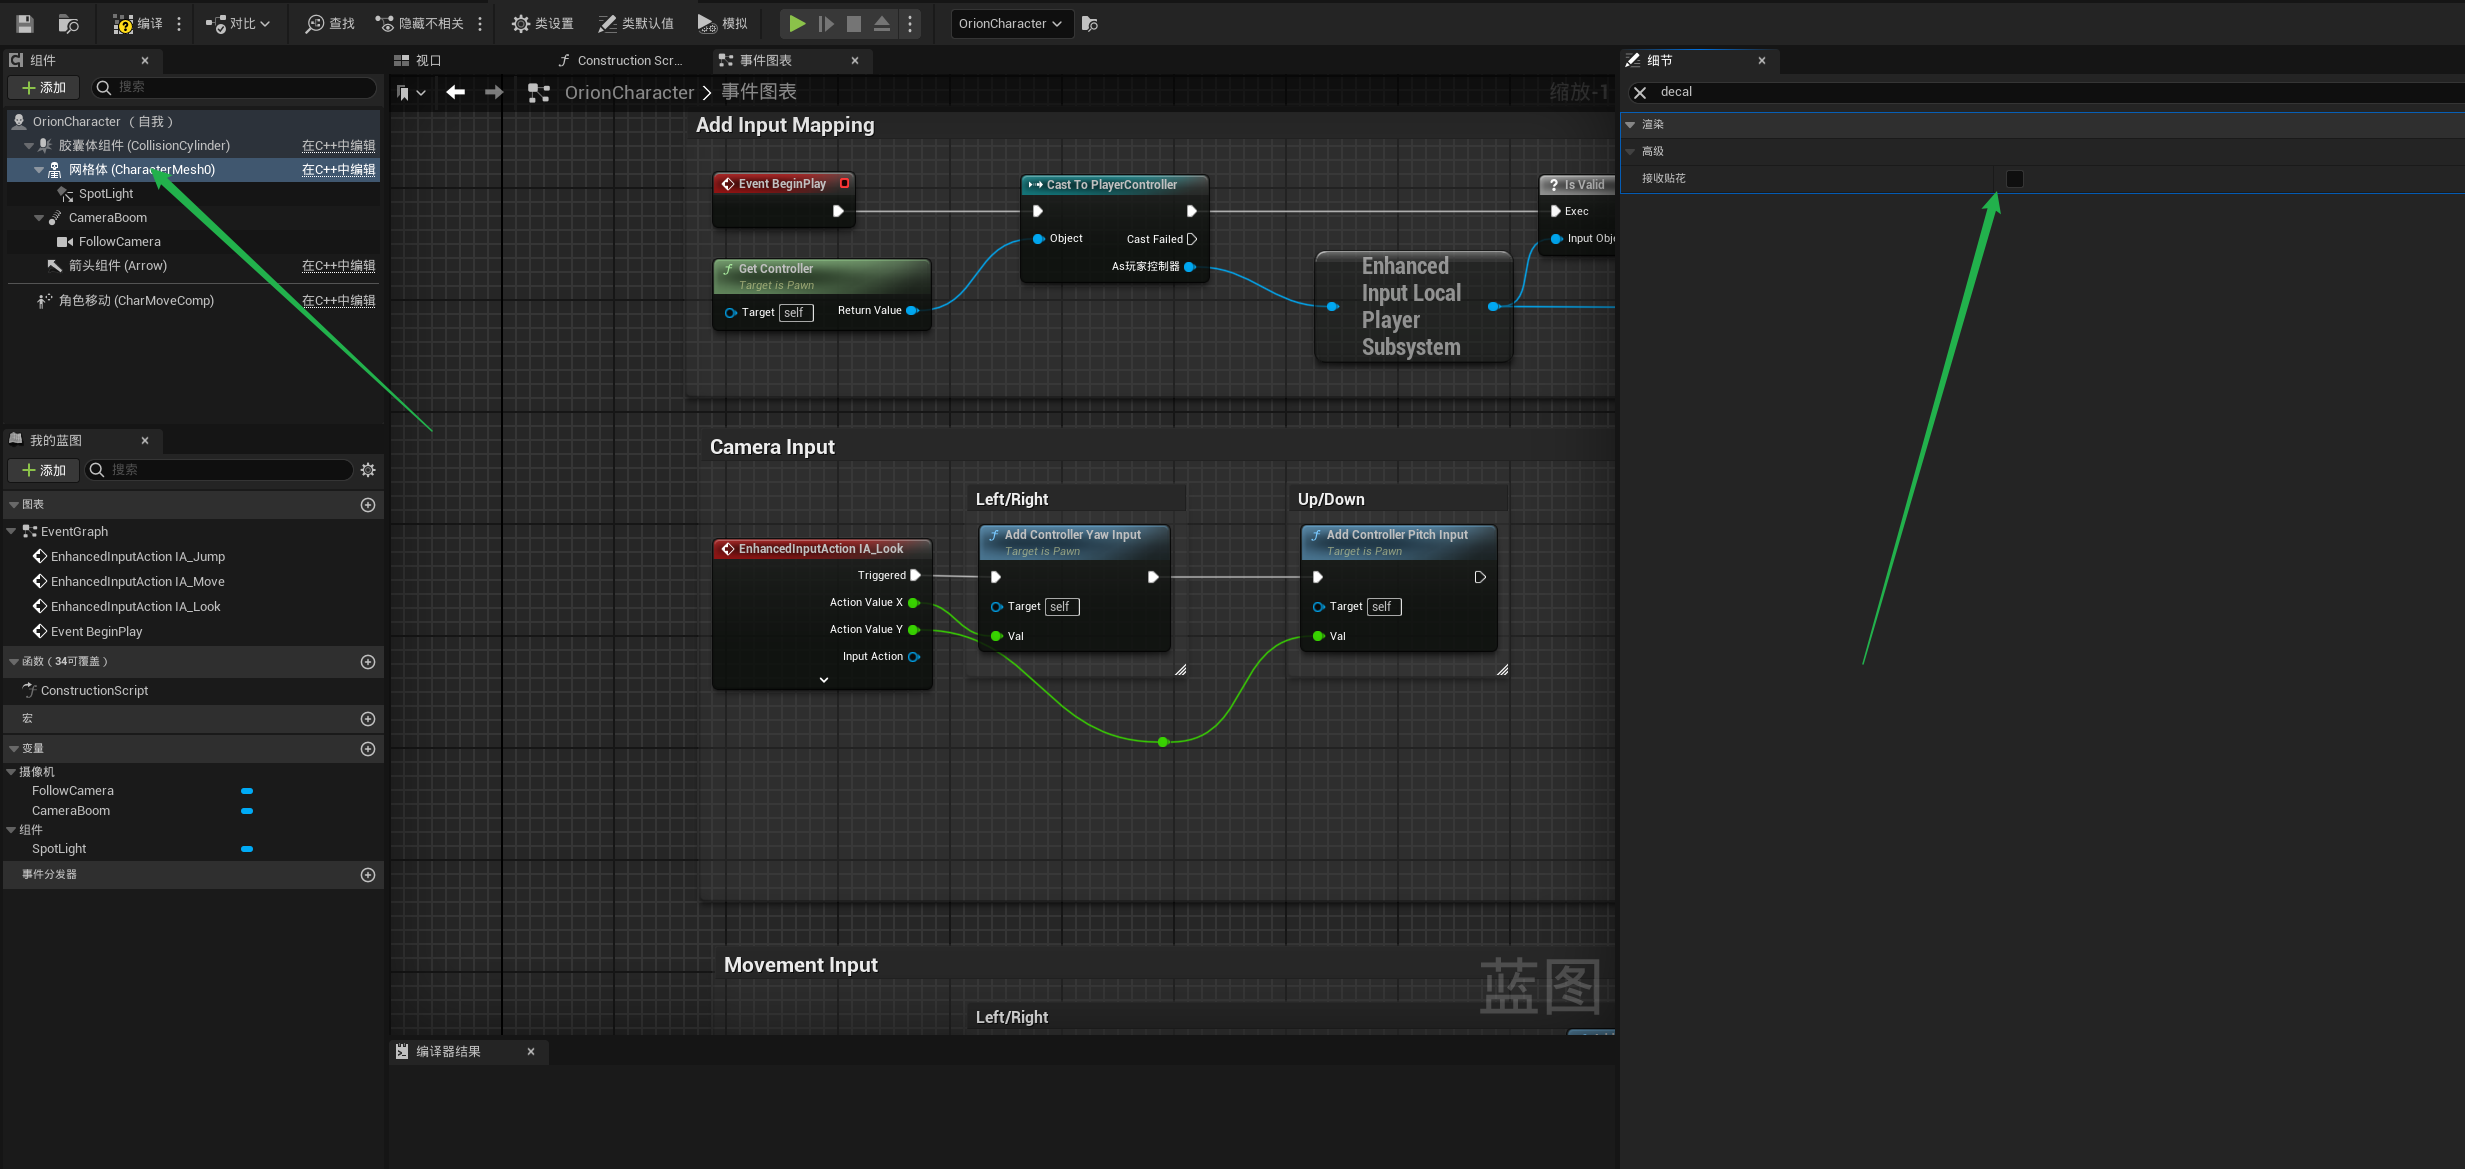 编译
对比
查找
隐藏不相关
类设置
类默认值
模拟
OrionCharacter
组件
添加
搜索
OrionCharacter （自我）
胶囊体组件 (CollisionCylinder) 在C++中编辑
网格体 (CharacterMesh0) 在C++中编辑
SpotLight
CameraBoom
FollowCamera
箭头组件 (Arrow) 在C++中编辑
角色移动 (CharMoveComp) 在C++中编辑
我的蓝图
添加
搜索
图表
EventGraph
EnhancedInputAction IA_Jump
EnhancedInputAction IA_Move
EnhancedInputAction IA_Look
Event BeginPlay
函数（34可覆盖）
ConstructionScript
宏
变量
摄像机
FollowCamera
CameraBoom
组件
SpotLight
事件分发器
视口
Construction Scr...
事件图表
OrionCharacter > 事件图表
缩放-1
Add Input Mapping
Event BeginPlay
Get Controller
Target is Pawn
Target self
Return Value
Cast To PlayerController
Object
Cast Failed
As玩家控制器
Enhanced
Input Local
Player
Subsystem
? Is Valid
Exec
Input Obje
Camera Input
Left/Right
Up/Down
EnhancedInputAction IA_Look
Triggered
Action Value X
Action Value Y
Input Action
Add Controller Yaw Input
Target is Pawn
Target self
Val
Add Controller Pitch Input
Target is Pawn
Target self
Val
Movement Input
Left/Right
蓝图
编译器结果
细节
decal
渲染
高级
接收贴花